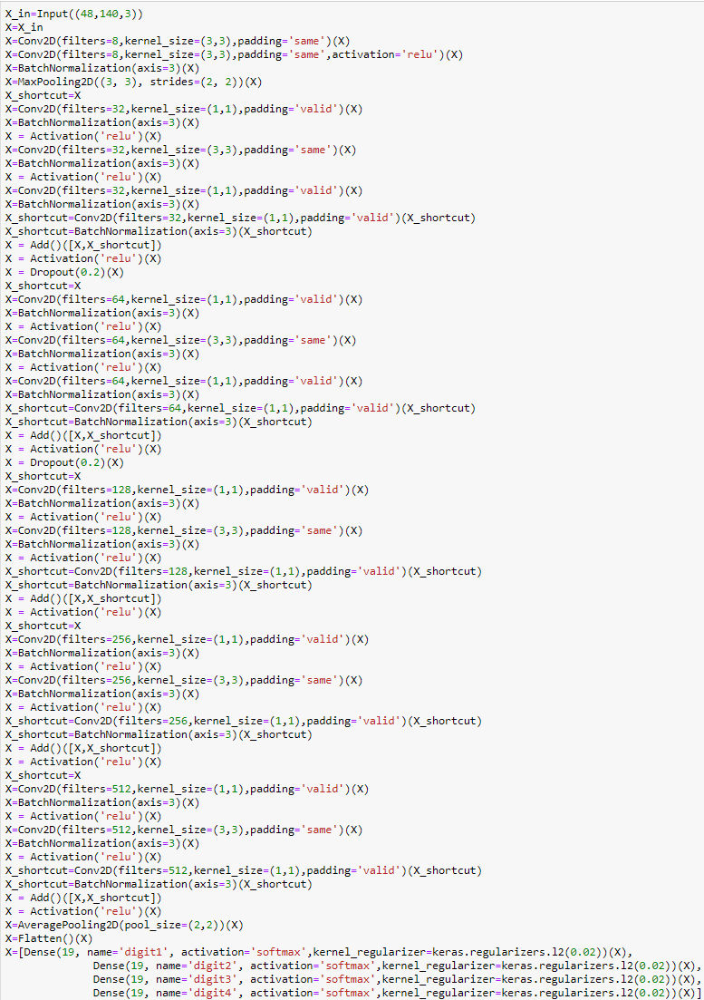 X_in=Input((48,140,3))
X=X_in
X=Conv2D(filters=8,kernel_size=(3,3),padding='same')(X)
X=Conv2D(filters=8,kernel_size=(3,3),padding='same',activation='relu')(X)
X=BatchNormalization(axis=3)(X)
X=MaxPooling2D((3, 3), strides=(2, 2))(X)
X_shortcut=X
X=Conv2D(filters=32,kernel_size=(1,1),padding='valid')(X)
X=BatchNormalization(axis=3)(X)
X = Activation('relu')(X)
X=Conv2D(filters=32,kernel_size=(3,3),padding='same')(X)
X=BatchNormalization(axis=3)(X)
X = Activation('relu')(X)
X=Conv2D(filters=32,kernel_size=(1,1),padding='valid')(X)
X=BatchNormalization(axis=3)(X)
X_shortcut=Conv2D(filters=32,kernel_size=(1,1),padding='valid')(X_shortcut)
X_shortcut=BatchNormalization(axis=3)(X_shortcut)
X = Add()([X,X_shortcut])
X = Activation('relu')(X)
X = Dropout(0.2)(X)
X_shortcut=X
X=Conv2D(filters=64,kernel_size=(1,1),padding='valid')(X)
X=BatchNormalization(axis=3)(X)
X = Activation('relu')(X)
X=Conv2D(filters=64,kernel_size=(3,3),padding='same')(X)
X=BatchNormalization(axis=3)(X)
X = Activation('relu')(X)
X=Conv2D(filters=64,kernel_size=(1,1),padding='valid')(X)
X=BatchNormalization(axis=3)(X)
X_shortcut=Conv2D(filters=64,kernel_size=(1,1),padding='valid')(X_shortcut)
X_shortcut=BatchNormalization(axis=3)(X_shortcut)
X = Add()([X,X_shortcut])
X = Activation('relu')(X)
X = Dropout(0.2)(X)
X_shortcut=X
X=Conv2D(filters=128,kernel_size=(1,1),padding='valid')(X)
X=BatchNormalization(axis=3)(X)
X = Activation('relu')(X)
X=Conv2D(filters=128,kernel_size=(3,3),padding='same')(X)
X=BatchNormalization(axis=3)(X)
X = Activation('relu')(X)
X_shortcut=Conv2D(filters=128,kernel_size=(1,1),padding='valid')(X_shortcut)
X_shortcut=BatchNormalization(axis=3)(X_shortcut)
X = Add()([X,X_shortcut])
X = Activation('relu')(X)
X_shortcut=X
X=Conv2D(filters=256,kernel_size=(1,1),padding='valid')(X)
X=BatchNormalization(axis=3)(X)
X = Activation('relu')(X)
X=Conv2D(filters=256,kernel_size=(3,3),padding='same')(X)
X=BatchNormalization(axis=3)(X)
X = Activation('relu')(X)
X_shortcut=Conv2D(filters=256,kernel_size=(1,1),padding='valid')(X_shortcut)
X_shortcut=BatchNormalization(axis=3)(X_shortcut)
X = Add()([X,X_shortcut])
X = Activation('relu')(X)
X_shortcut=X
X=Conv2D(filters=512,kernel_size=(1,1),padding='valid')(X)
X=BatchNormalization(axis=3)(X)
X = Activation('relu')(X)
X=Conv2D(filters=512,kernel_size=(3,3),padding='same')(X)
X=BatchNormalization(axis=3)(X)
X = Activation('relu')(X)
X_shortcut=Conv2D(filters=512,kernel_size=(1,1),padding='valid')(X_shortcut)
X_shortcut=BatchNormalization(axis=3)(X_shortcut)
X = Add()([X,X_shortcut])
X = Activation('relu')(X)
X=AveragePooling2D(pool_size=(2,2))(X)
X=Flatten()(X)
X=[Dense(19, name='digit1', activation='softmax',kernel_regularizer=keras.regularizers.l2(0.02))(X),
Dense(19, name='digit2', activation='softmax',kernel_regularizer=keras.regularizers.l2(0.02))(X),
Dense(19, name='digit3', activation='softmax',kernel_regularizer=keras.regularizers.l2(0.02))(X),
Dense(19, name='digit4', activation='softmax',kernel_regularizer=keras.regularizers.l2(0.02))(X)]